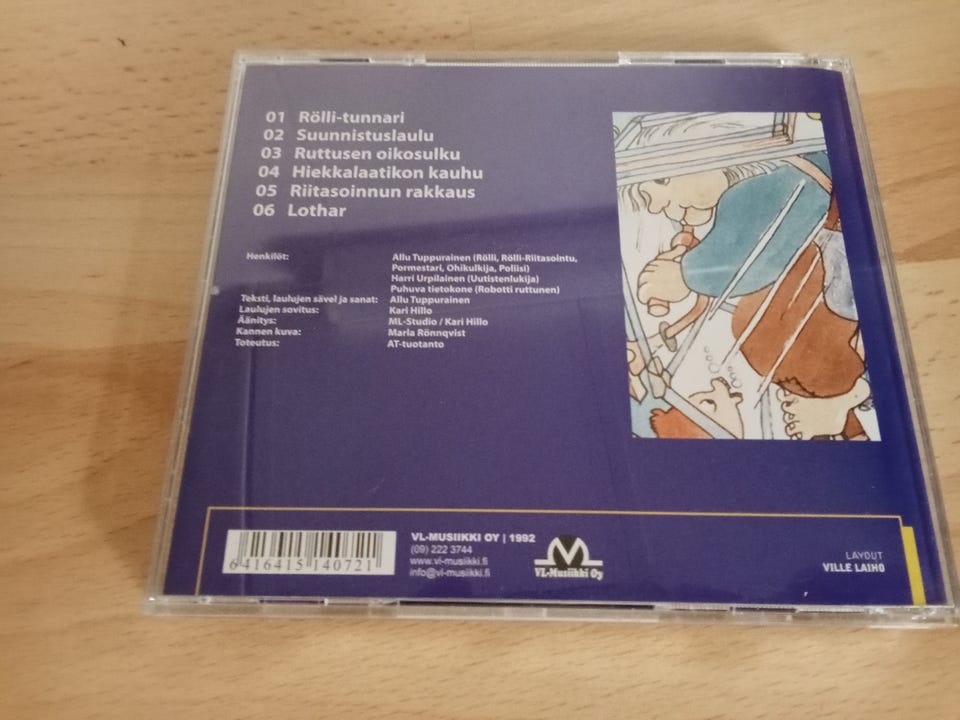 01 Rölli-tunnari
02 Suunnistuslaulu
03 Ruttusen oikosulku
04 Hiekkalaatikon kauhu
05 Riitasoinnun rakkaus
06 Lothar
Henkilöt: Allu Tuppurainen (Rölli, Rölli-Riitasointu,
Pormestari, Ohikulkija, Poliisi)
Harri Urpilainen (Uutistenlukija)
Puhuva tietokone (Robotti ruttunen)
Teksti, laulujen sävel ja sanat: Allu Tuppurainen
Laulujen sovitus: Kari Hillo
Äänitys: ML-Studio / Kari Hillo
Kannen kuva: Marla Rönnqvist
Toteutus: AT-tuotanto
6 416415 140721
VL-MUSIIKKI OY | 1992
(09) 222 3744
www.vl-musiikki.fi
info@vl-musiikki.fi
VL-Musiikki Oy
LAYOUT
VILLE LAIHO